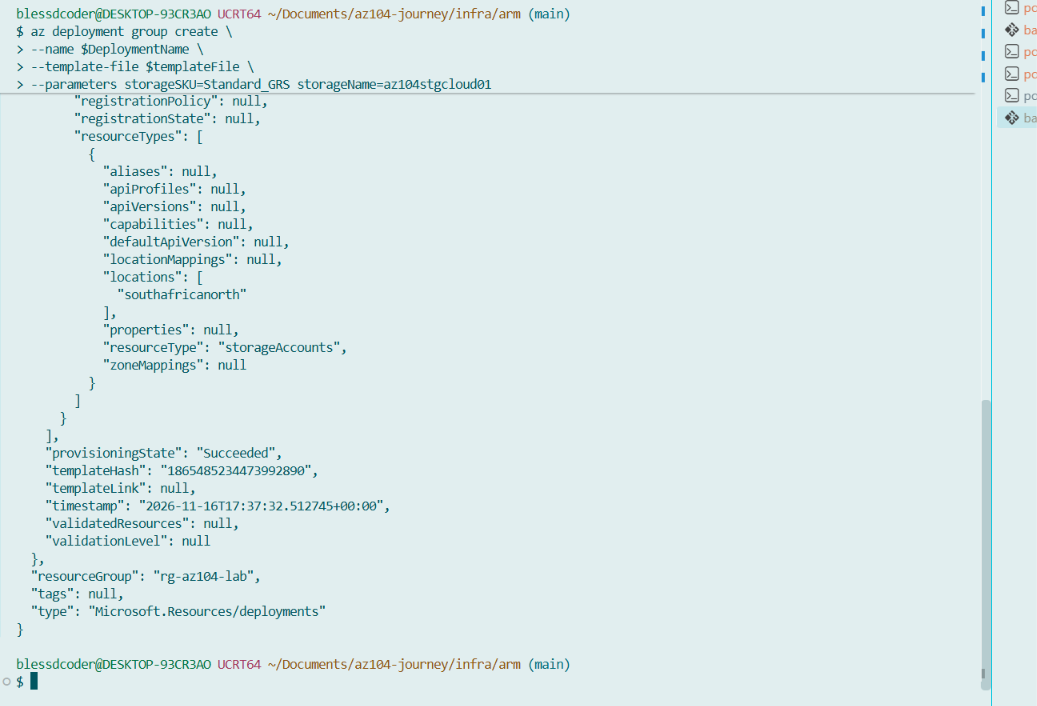 blessdcoder@DESKTOP-93CR3AO UCRT64 ~/Documents/az104-journey/infra/arm (main)
$ az deployment group create \
> --name $DeploymentName \
> --template-file $templateFile \
> --parameters storageSKU=Standard_GRS storageName=az104stgcloud01
"registrationPolicy": null,
"registrationState": null,
"resourceTypes": [
{
"aliases": null,
"apiProfiles": null,
"apiVersions": null,
"capabilities": null,
"defaultApiVersion": null,
"locationMappings": null,
"locations": [
"southafricanorth"
],
"properties": null,
"resourceType": "storageAccounts",
"zoneMappings": null
}
]
}
],
"provisioningState": "Succeeded",
"templateHash": "1865485234473992890",
"templateLink": null,
"timestamp": "2026-11-16T17:37:32.512745+00:00",
"validatedResources": null,
"validationLevel": null
},
"resourceGroup": "rg-az104-lab",
"tags": null,
"type": "Microsoft.Resources/deployments"
}
blessdcoder@DESKTOP-93CR3AO UCRT64 ~/Documents/az104-journey/infra/arm (main)
$